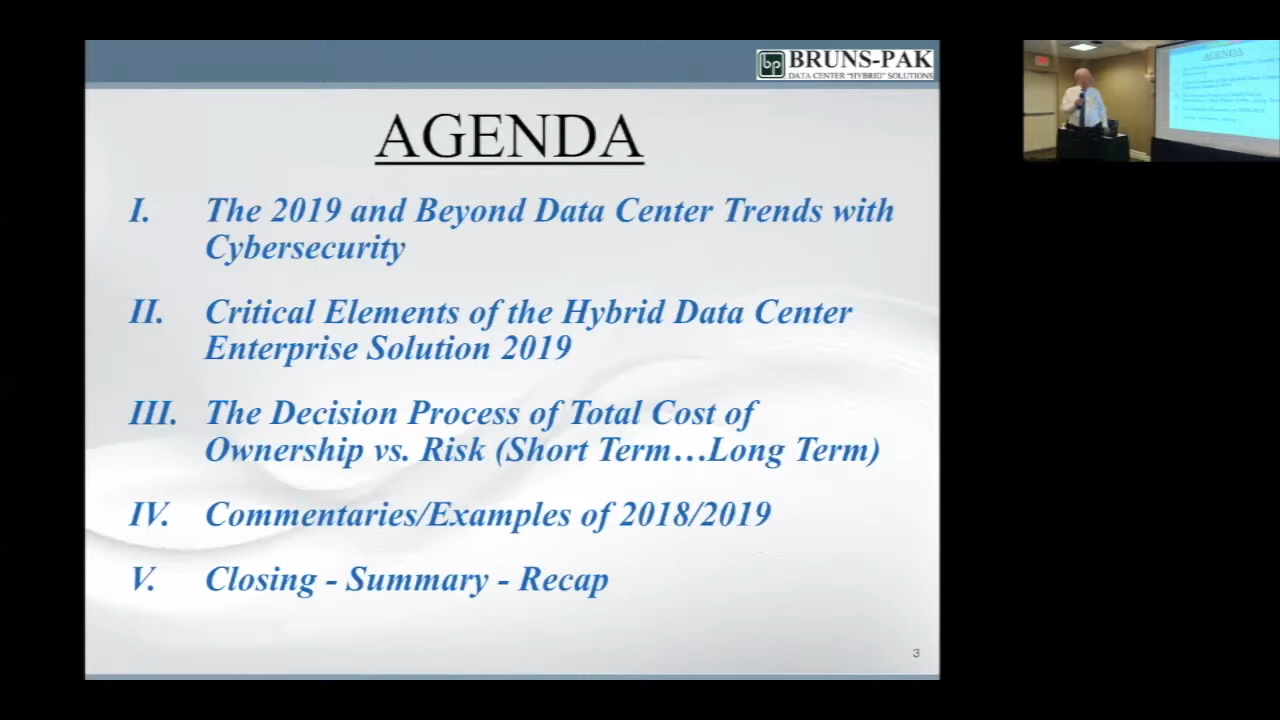 bp BRUNS-PAK
DATA CENTER "HYBRID" SOLUTIONS
AGENDA
I. The 2019 and Beyond Data Center Trends with
Cybersecurity
II. Critical Elements of the Hybrid Data Center
Enterprise Solution 2019
III. The Decision Process of Total Cost of
Ownership vs. Risk (Short Term…Long Term)
IV. Commentaries/Examples of 2018/2019
V. Closing - Summary - Recap
3
AGENDA